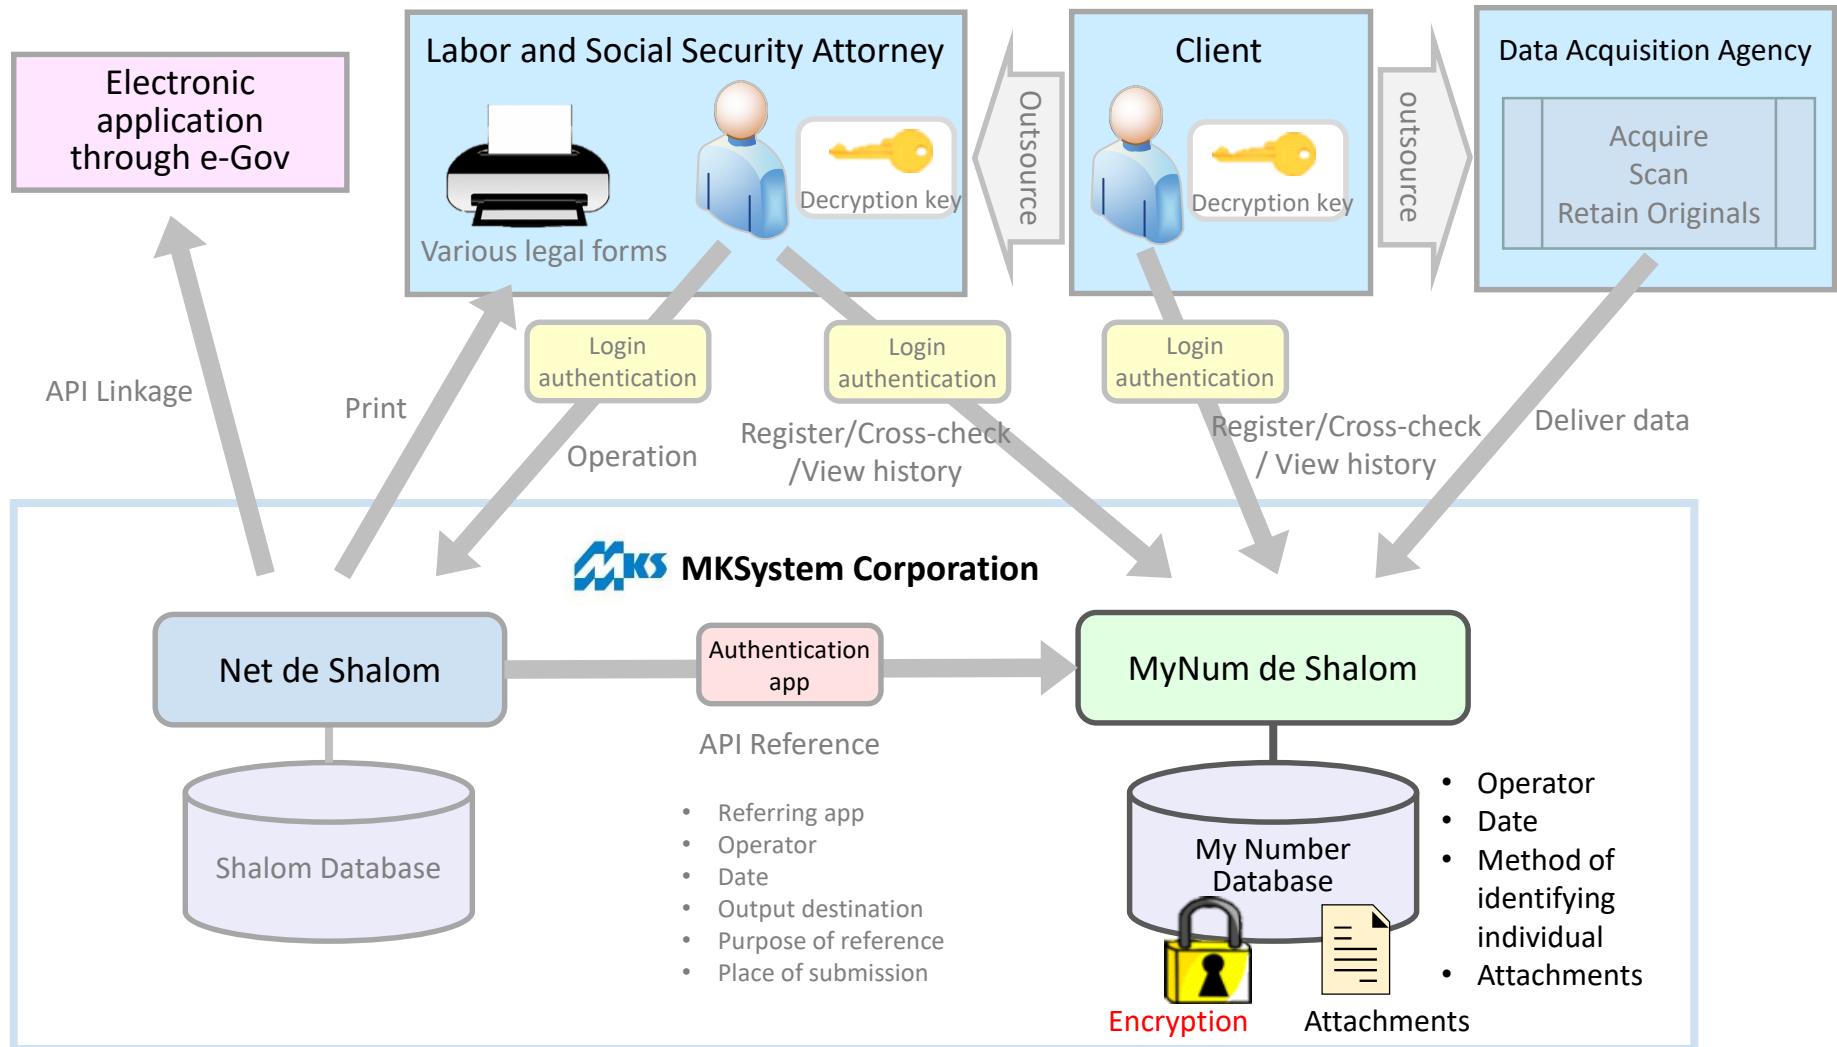 Electronic
application
through e-Gov
Labor and Social Security Attorney
Various legal forms
Decryption key
Outsource
Client
Decryption key
outsource
Data Acquisition Agency
Acquire
Scan
Retain Originals
API Linkage
Print
Login
authentication
Operation
Login
authentication
Register/Cross-check
/View history
Login
authentication
Register/Cross-check
/ View history
Deliver data
MKS
MKSystem Corporation
Net de Shalom
Authentication
app
MyNum de Shalom
API Reference
Shalom Database
• Referring app
• Operator
• Date
• Output destination
• Purpose of reference
• Place of submission
My Number
Database
Encryption
Attachments
• Operator
• Date
• Method of
identifying
individual
• Attachments